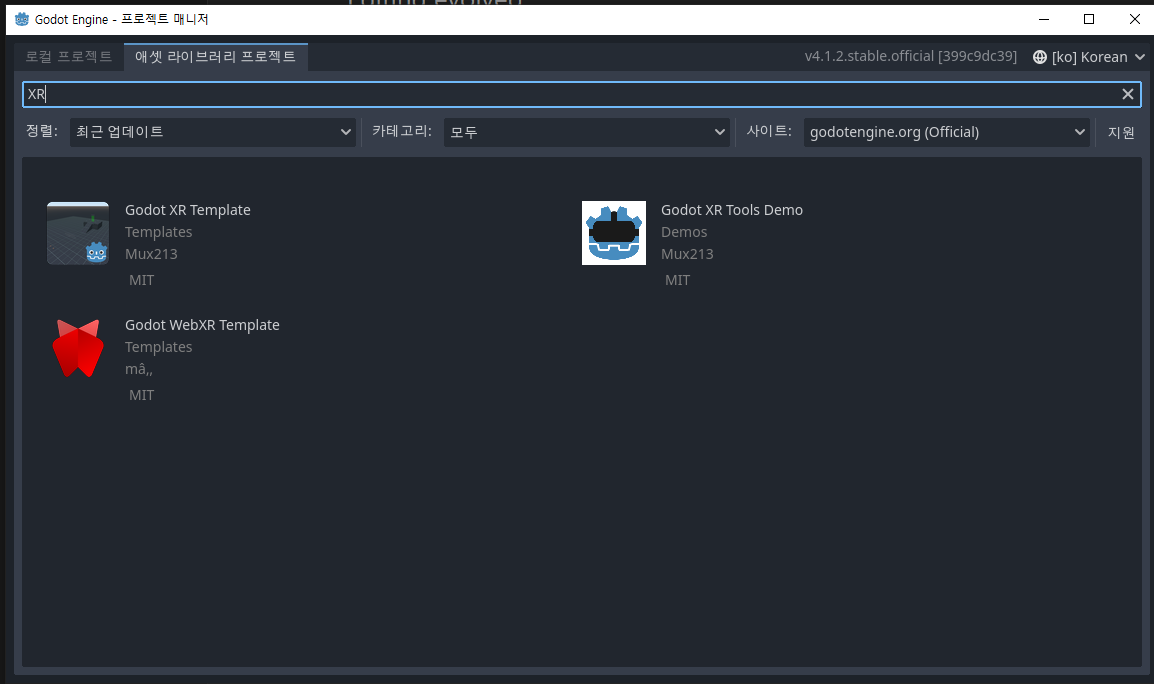 Godot Engine - 프로젝트 매니저
로컬 프로젝트 애셋 라이브러리 프로젝트 v4.1.2.stable.official [399c9dc39] [ko] Korean
XR
정렬: 최근 업데이트 카테고리: 모두 사이트: godotengine.org (Official) 지원
Godot XR Template
Templates
Mux213
MIT
Godot XR Tools Demo
Demos
Mux213
MIT
Godot WebXR Template
Templates
mâ,,
MIT